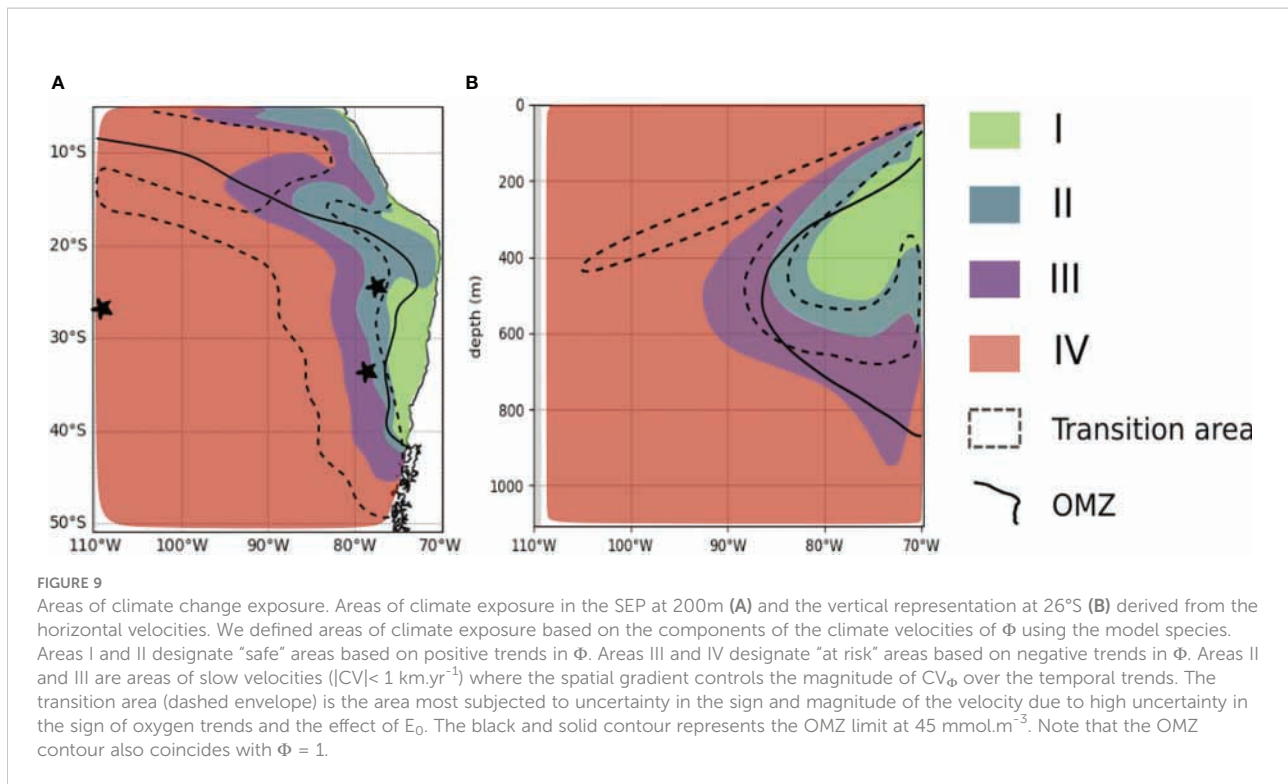 A
B
10°S
20°S
30°S
40°S
50°S
110°W 100°W 90°W 80°W 70°W
depth (m)
0
200
400
600
800
1000
110°W 100°W 90°W 80°W 70°W
I
II
III
IV
Transition area
OMZ
FIGURE 9
Areas of climate change exposure. Areas of climate exposure in the SEP at 200m (A) and the vertical representation at 26°S (B) derived from the
horizontal velocities. We defined areas of climate exposure based on the components of the climate velocities of Φ using the model species.
Areas I and II designate “safe” areas based on positive trends in Φ. Areas III and IV designate “at risk” areas based on negative trends in Φ. Areas II
and III are areas of slow velocities (|CV|< 1 km.yr⁻¹) where the spatial gradient controls the magnitude of CV_Φ over the temporal trends. The
transition area (dashed envelope) is the area most subjected to uncertainty in the sign and magnitude of the velocity due to high uncertainty in
the sign of oxygen trends and the effect of E₀. The black and solid contour represents the OMZ limit at 45 mmol.m⁻³. Note that the OMZ
contour also coincides with Φ = 1.